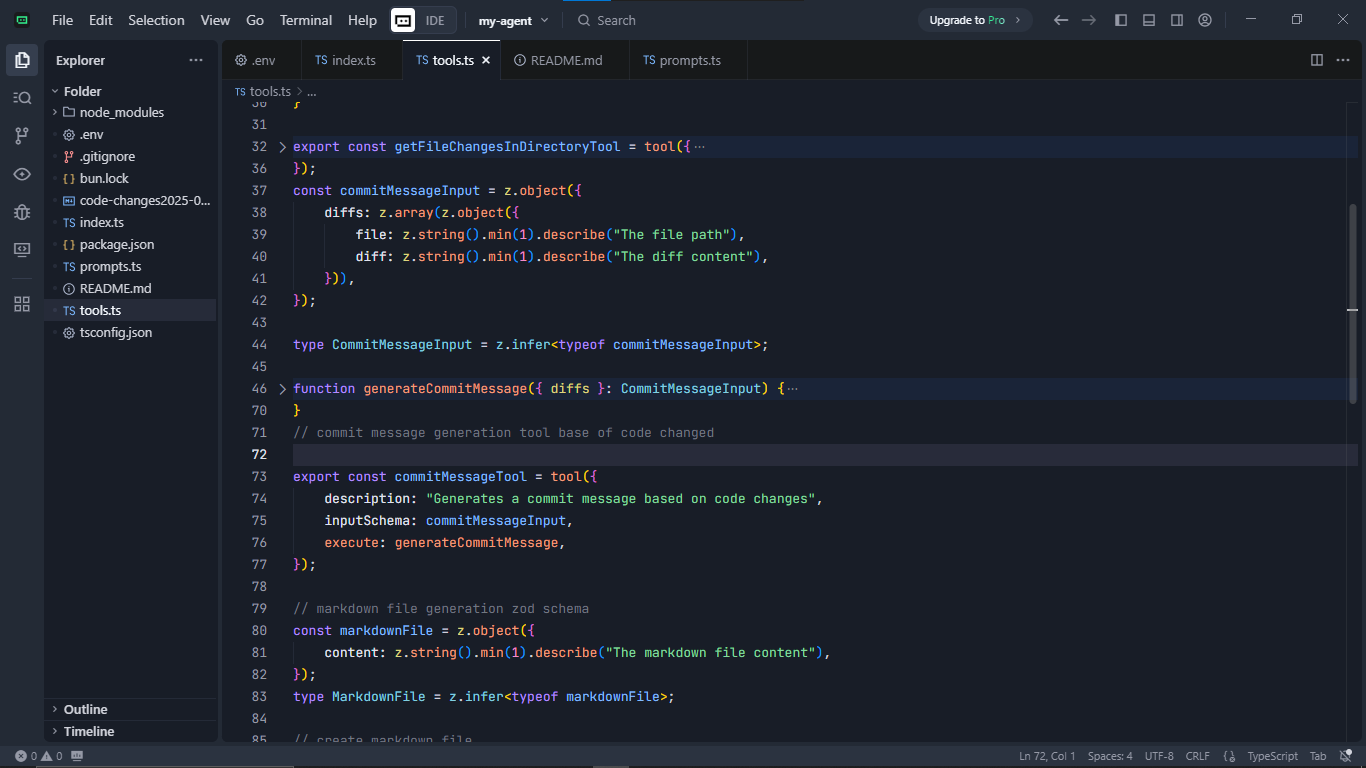 File Edit Selection View Go Terminal Help IDE my-agent Search Upgrade to Pro
Explorer
Folder
node_modules
.env
.gitignore
bun.lock
code-changes2025-0...
index.ts
package.json
prompts.ts
README.md
tools.ts
tsconfig.json
Outline
Timeline
.env TS index.ts TS tools.ts README.md TS prompts.ts
TS tools.ts > ...
30 }
31
32 export const getFileChangesInDirectoryTool = tool({ ...
36 });
37 const commitMessageInput = z.object({
38 diffs: z.array(z.object({
39 file: z.string().min(1).describe("The file path"),
40 diff: z.string().min(1).describe("The diff content"),
41 })),
42 });
43
44 type CommitMessageInput = z.infer<typeof commitMessageInput>;
45
46 function generateCommitMessage({ diffs }: CommitMessageInput) { ...
70 }
71 // commit message generation tool base of code changed
72
73 export const commitMessageTool = tool({
74 description: "Generates a commit message based on code changes",
75 inputSchema: commitMessageInput,
76 execute: generateCommitMessage,
77 });
78
79 // markdown file generation zod schema
80 const markdownFile = z.object({
81 content: z.string().min(1).describe("The markdown file content"),
82 });
83 type MarkdownFile = z.infer<typeof markdownFile>;
84
85 // create markdown file
0 0 Ln 72, Col 1 Spaces: 4 UTF-8 CRLF {} TypeScript Tab